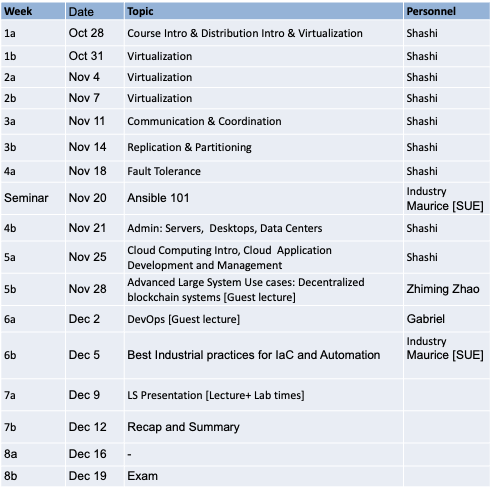 Week Date Topic Personnel
1a Oct 28 Course Intro & Distribution Intro & Virtualization Shashi
1b Oct 31 Virtualization Shashi
2a Nov 4 Virtualization Shashi
2b Nov 7 Virtualization Shashi
3a Nov 11 Communication & Coordination Shashi
3b Nov 14 Replication & Partitioning Shashi
4a Nov 18 Fault Tolerance Shashi
Seminar Nov 20 Ansible 101 Industry
Maurice [SUE]
4b Nov 21 Admin: Servers, Desktops, Data Centers Shashi
5a Nov 25 Cloud Computing Intro, Cloud Application Shashi
Development and Management
5b Nov 28 Advanced Large System Use cases: Decentralized Zhiming Zhao
blockchain systems [Guest lecture]
6a Dec 2 DevOps [Guest lecture] Gabriel
6b Dec 5 Best Industrial practices for IaC and Automation Industry
Maurice [SUE]
7a Dec 9 LS Presentation [Lecture+ Lab times]
7b Dec 12 Recap and Summary
8a Dec 16 -
8b Dec 19 Exam